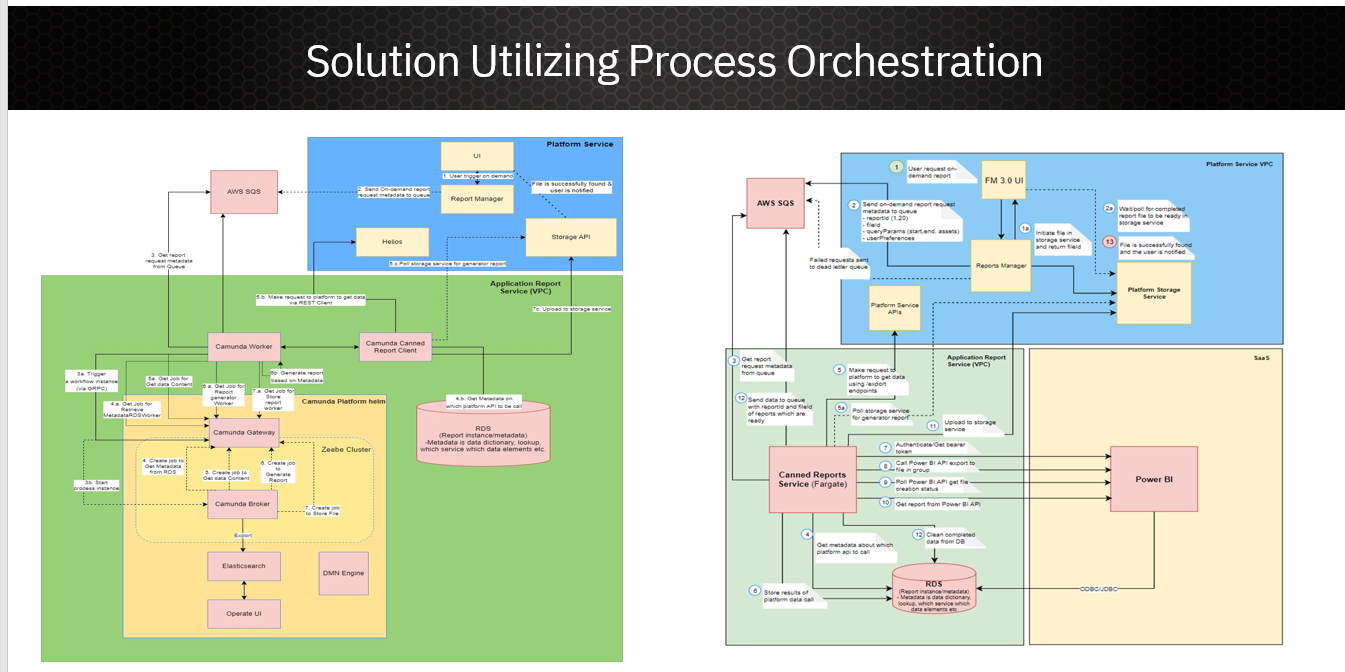 Solution Utilizing Process Orchestration
Platform Service
UI
1. User trigger on demand
Report Manager
File is successfully found &
user is notified
AWS SQS
2. Send On-demand report
request metadata to queue
Helios
Storage API
5.c.Poll storage service for generator report
3. Get report
request metadata
from Queue
Application Report
Service (VPC)
5.b. Make request to platform to get data
via REST Client
7c. Upload to storage service
Camunda Worker
Camunda Canned
Report Client
3a. Trigger
a workflow instance
(via GRPC)
5a. Get Job for
Get data Content
6b. Generate report
based on Metadata
6.a. Get Job for
Report
generator
Worker
7.a. Get Job for
Store
report
worker
4.a. Get Job for
Retrieve
MetadataRDSWorker
4.b. Get Metadata on
which platform API to be call
Camunda Platform helm
Camunda Gateway
RDS
(Report instance/metadata)
-Metadata is data dictionary, lookup,
which service which data elements etc.
Zeebe Cluster
4. Create job to
Get Metadata
from RDS
5. Create job to
Get data Content
6. Create job
to
Generate
Report
3b. Start
process instance
Camunda Broker
7. Create job
to Store File
Export
Elasticsearch
DMN Engine
Operate UI
Platform Service VPC
1
User request on-
demand report
FM 3.0 UI
AWS SQS
2
Send on-demand report request
metadata to queue
- reportId (1,20)
- fileId
- queryParams (start,end, assets)
- userPreferences
2a
Wait/poll for completed
report file to be ready in
storage service
1a
Initiate file in
storage service
and return fileId
13
File is successfully found
and the user is notified
Failed requests sent
to dead letter queue
Reports Manager
Platform Storage
Service
Platform Service
APIs
3
Get report
request metadata
from queue
Application Report
Service (VPC)
SaaS
5
Make request to
platform to get data
using /export
endpoints
12
Send data to queue
with reportId and fileId
of reports which are
ready
5a
Poll storage service
for generator report
11
Upload to storage
service
7
Authenticate/Get bearer
token
8
Call Power BI API export to
file in group
9
Poll Power BI API get file
creation status
10
Get report from Power BI API
Canned Reports
Service (Fargate)
Power BI
4
Get metadata about which
platform api to call
12
Clean completed
data from DB
6
Store results of
platform data call
RDS
(Report instance/metadata)
- Metadata is data dictionary,
lookup, which service which
data elements etc
ODBC/JDBC